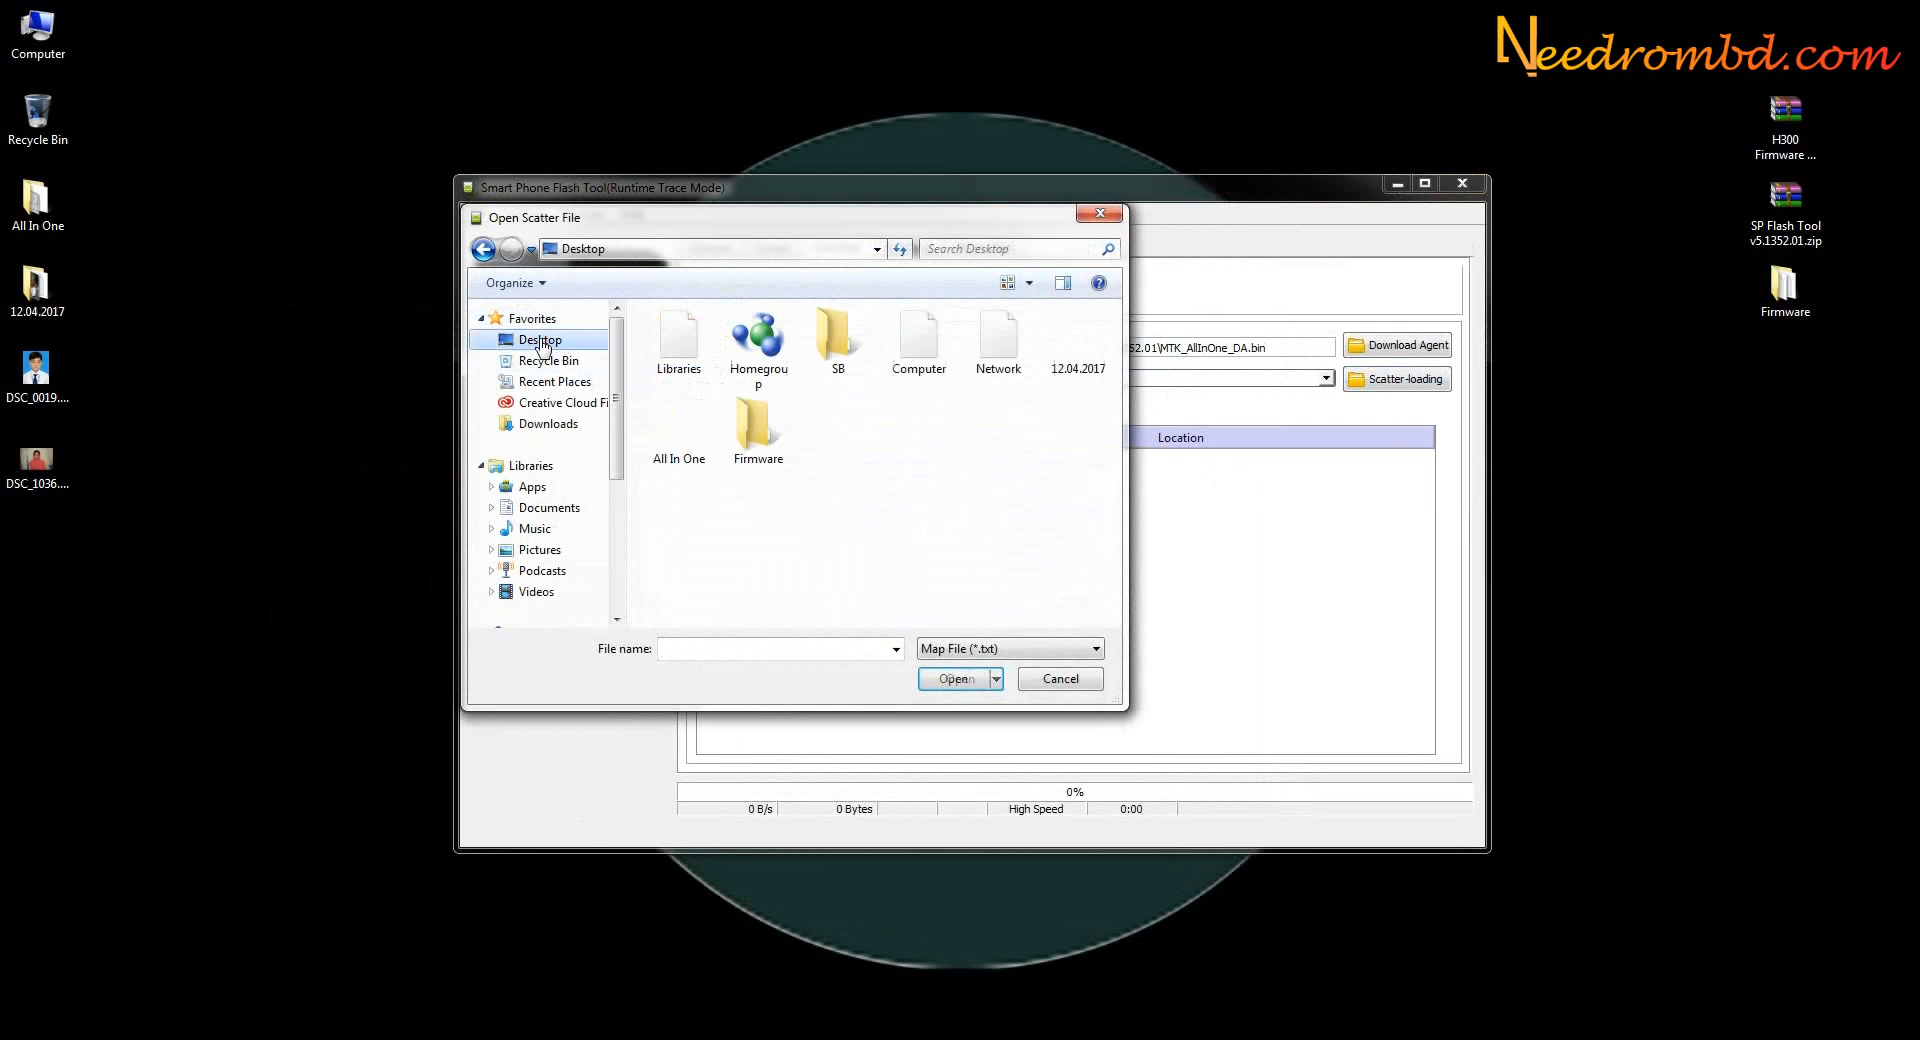 Computer
Recycle Bin
All In One
12.04.2017
DSC_0019....
DSC_1036....
Needrombd.com
H300
Firmware ...
SP Flash Tool
v5.1352.01.zip
Firmware
Smart Phone Flash Tool(Runtime Trace Mode)
Open Scatter File
Desktop
Search Desktop
Organize
Favorites
Desktop
Recycle Bin
Recent Places
Creative Cloud Fi
Downloads
Libraries
Apps
Documents
Music
Pictures
Podcasts
Videos
Libraries
Homegrou
p
SB
Computer
Network
12.04.2017
All In One
Firmware
File name:
Map File (*.txt)
Open
Cancel
52.01\MTK_AllInOne_DA.bin
Download Agent
Scatter-loading
Location
0%
0 B/s
0 Bytes
High Speed
0:00